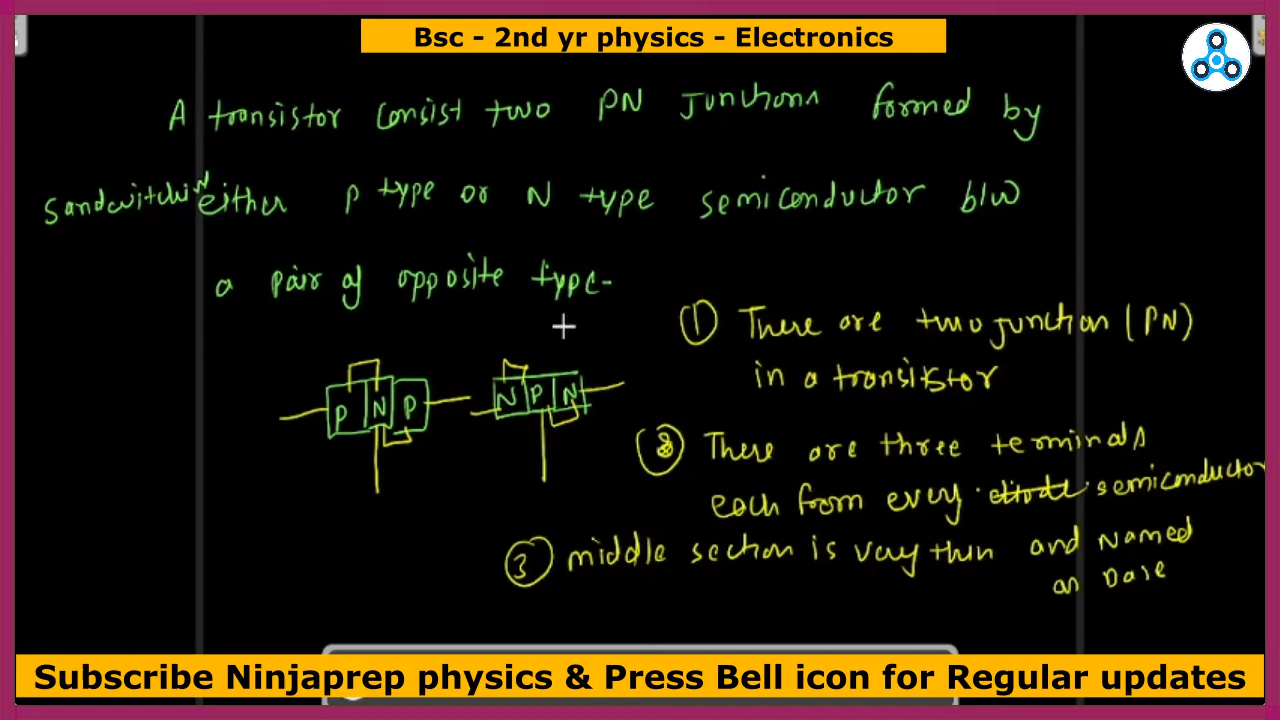 Bsc - 2nd yr physics - Electronics
A transistor consist two PN Junctions formed by
sandwitchin either P type or N type semiconductor b/w
a pair of opposite type-
① There are two junction (PN)
in a transistor
P N P
N P N
② There are three terminals
each from every semiconductor
③ middle section is very thin and Named
as Base
Subscribe Ninjaprep physics & Press Bell icon for Regular updates